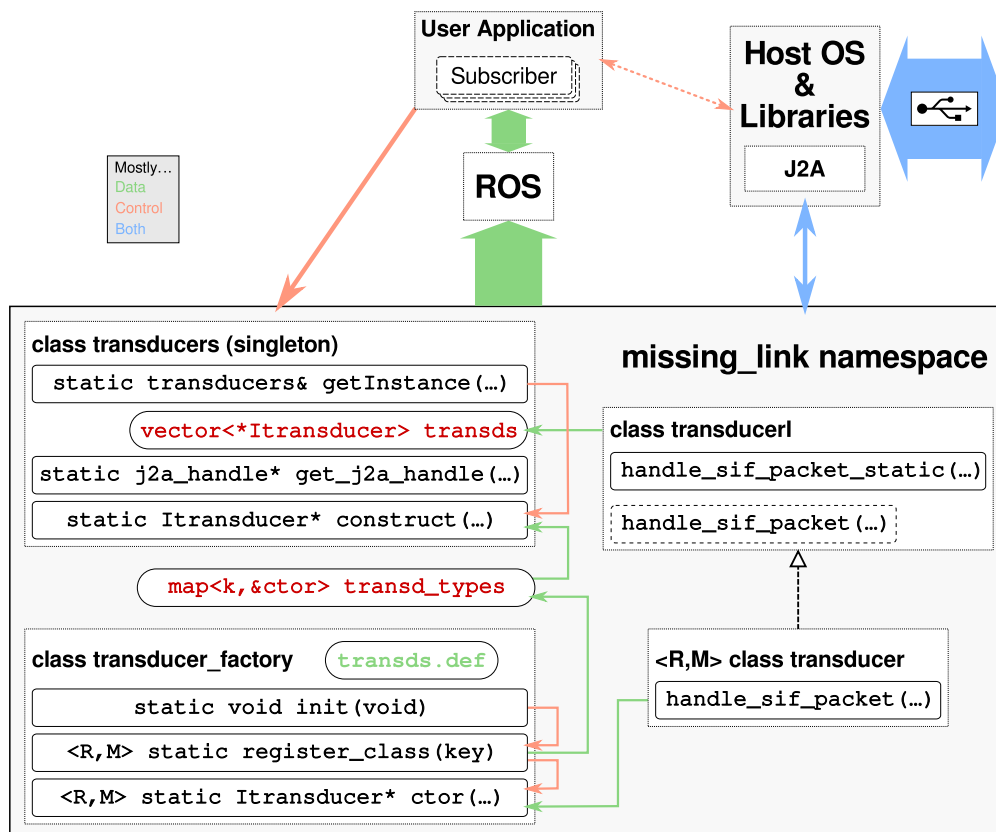 User Application
Subscriber
Host OS
&
Libraries
J2A
ROS
Mostly…
Data
Control
Both
missing_link namespace
class transducers (singleton)
static transducers& getInstance(…)
vector<*Itransducer> transds
static j2a_handle* get_j2a_handle(…)
static Itransducer* construct(…)
class transducerI
handle_sif_packet_static(…)
handle_sif_packet(…)
map<k,&ctor> transd_types
class transducer_factory
transds.def
static void init(void)
<R,M> static register_class(key)
<R,M> static Itransducer* ctor(…)
<R,M> class transducer
handle_sif_packet(…)